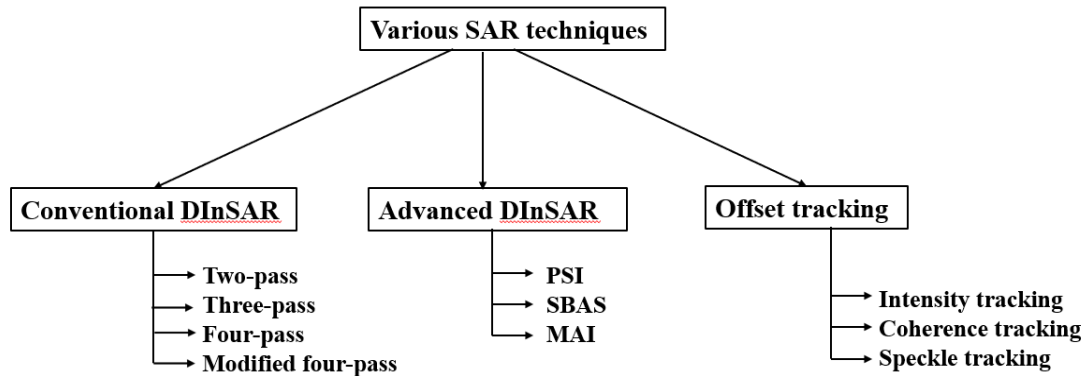 Various SAR techniques
Conventional DInSAR
Two-pass
Three-pass
Four-pass
Modified four-pass
Advanced DInSAR
PSI
SBAS
MAI
Offset tracking
Intensity tracking
Coherence tracking
Speckle tracking